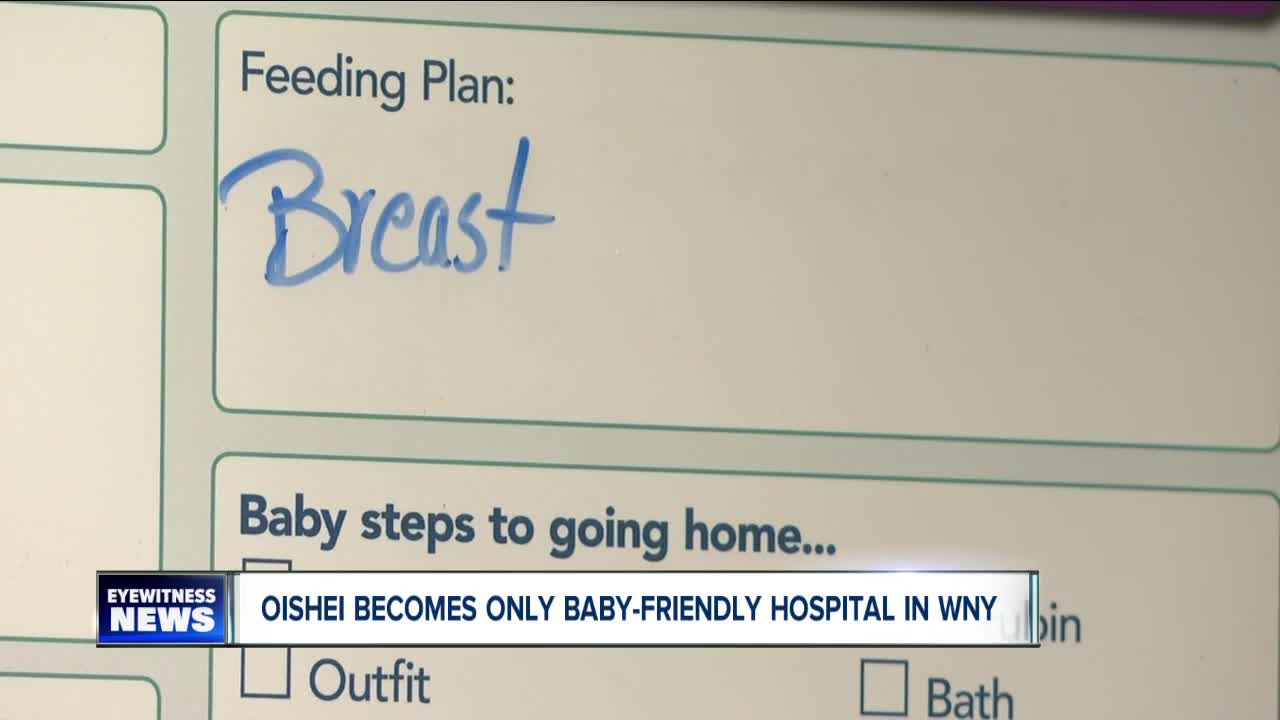 Feeding Plan:
Breast
Baby steps to going home...
EYEWITNESS
NEWS
OISHEI BECOMES ONLY BABY-FRIENDLY HOSPITAL IN WNY
Outfit
Bath